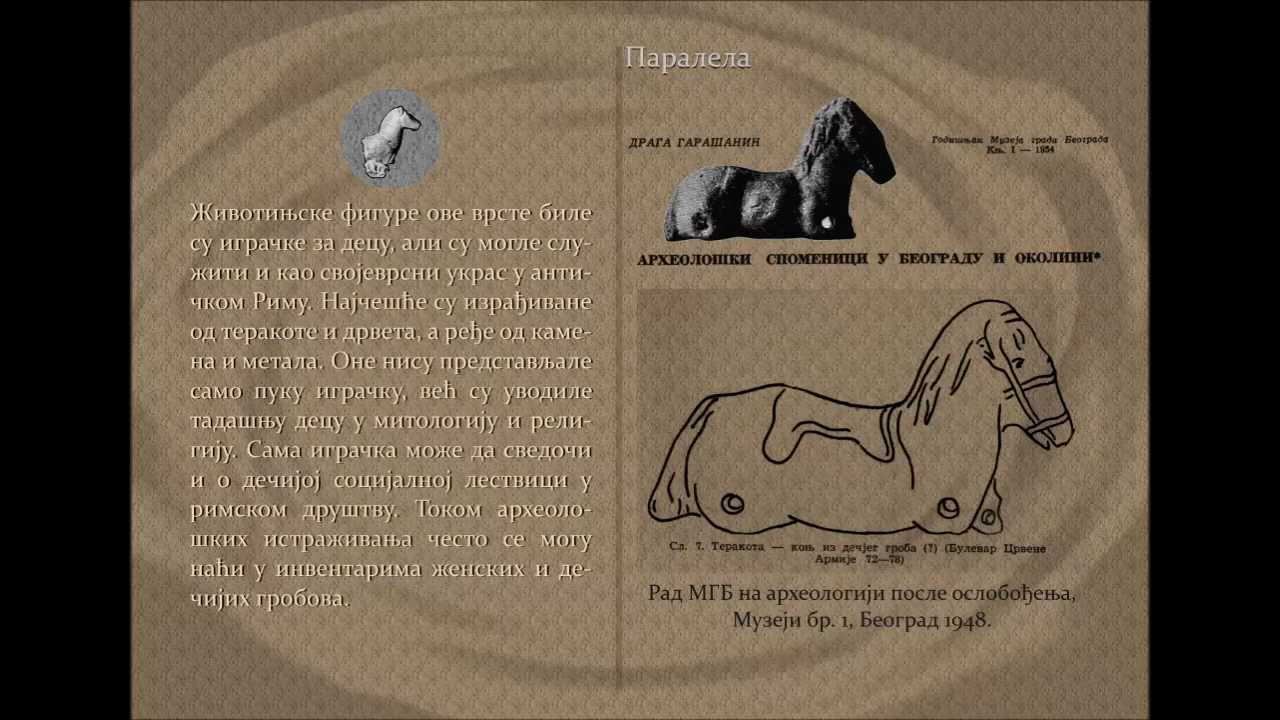 Паралела
Животињске фигуре ове врсте биле
су играчке за децу, али су могле слу-
жити и као својеврсни украс у анти-
чком Риму. Најчешће су израђиване
од теракоте и дрвета, а ређе од каме-
на и метала. Оне нису представљале
само пуку играчку, већ су уводиле
тадашњу децу у митологију и рели-
гију. Сама играчка може да сведочи
и о дечијој социјалној лествици у
римском друштву. Током археоло-
шких истраживања често се могу
наћи у инвентарима женских и де-
чијих гробова.
ДРАГА ГАРАШАНИН
Годишњак Музеја града Београда
Књ. I — 1954
АРХЕОЛОШКИ СПОМЕНИЦИ У БЕОГРАДУ И ОКОЛИНИ*
Сл. 7. Теракота — коњ из дечјег гроба (?) (Булевар Црвене
Армије 72—78)
Рад МГБ на археологији после ослобођења,
Музеји бр. 1, Београд 1948.